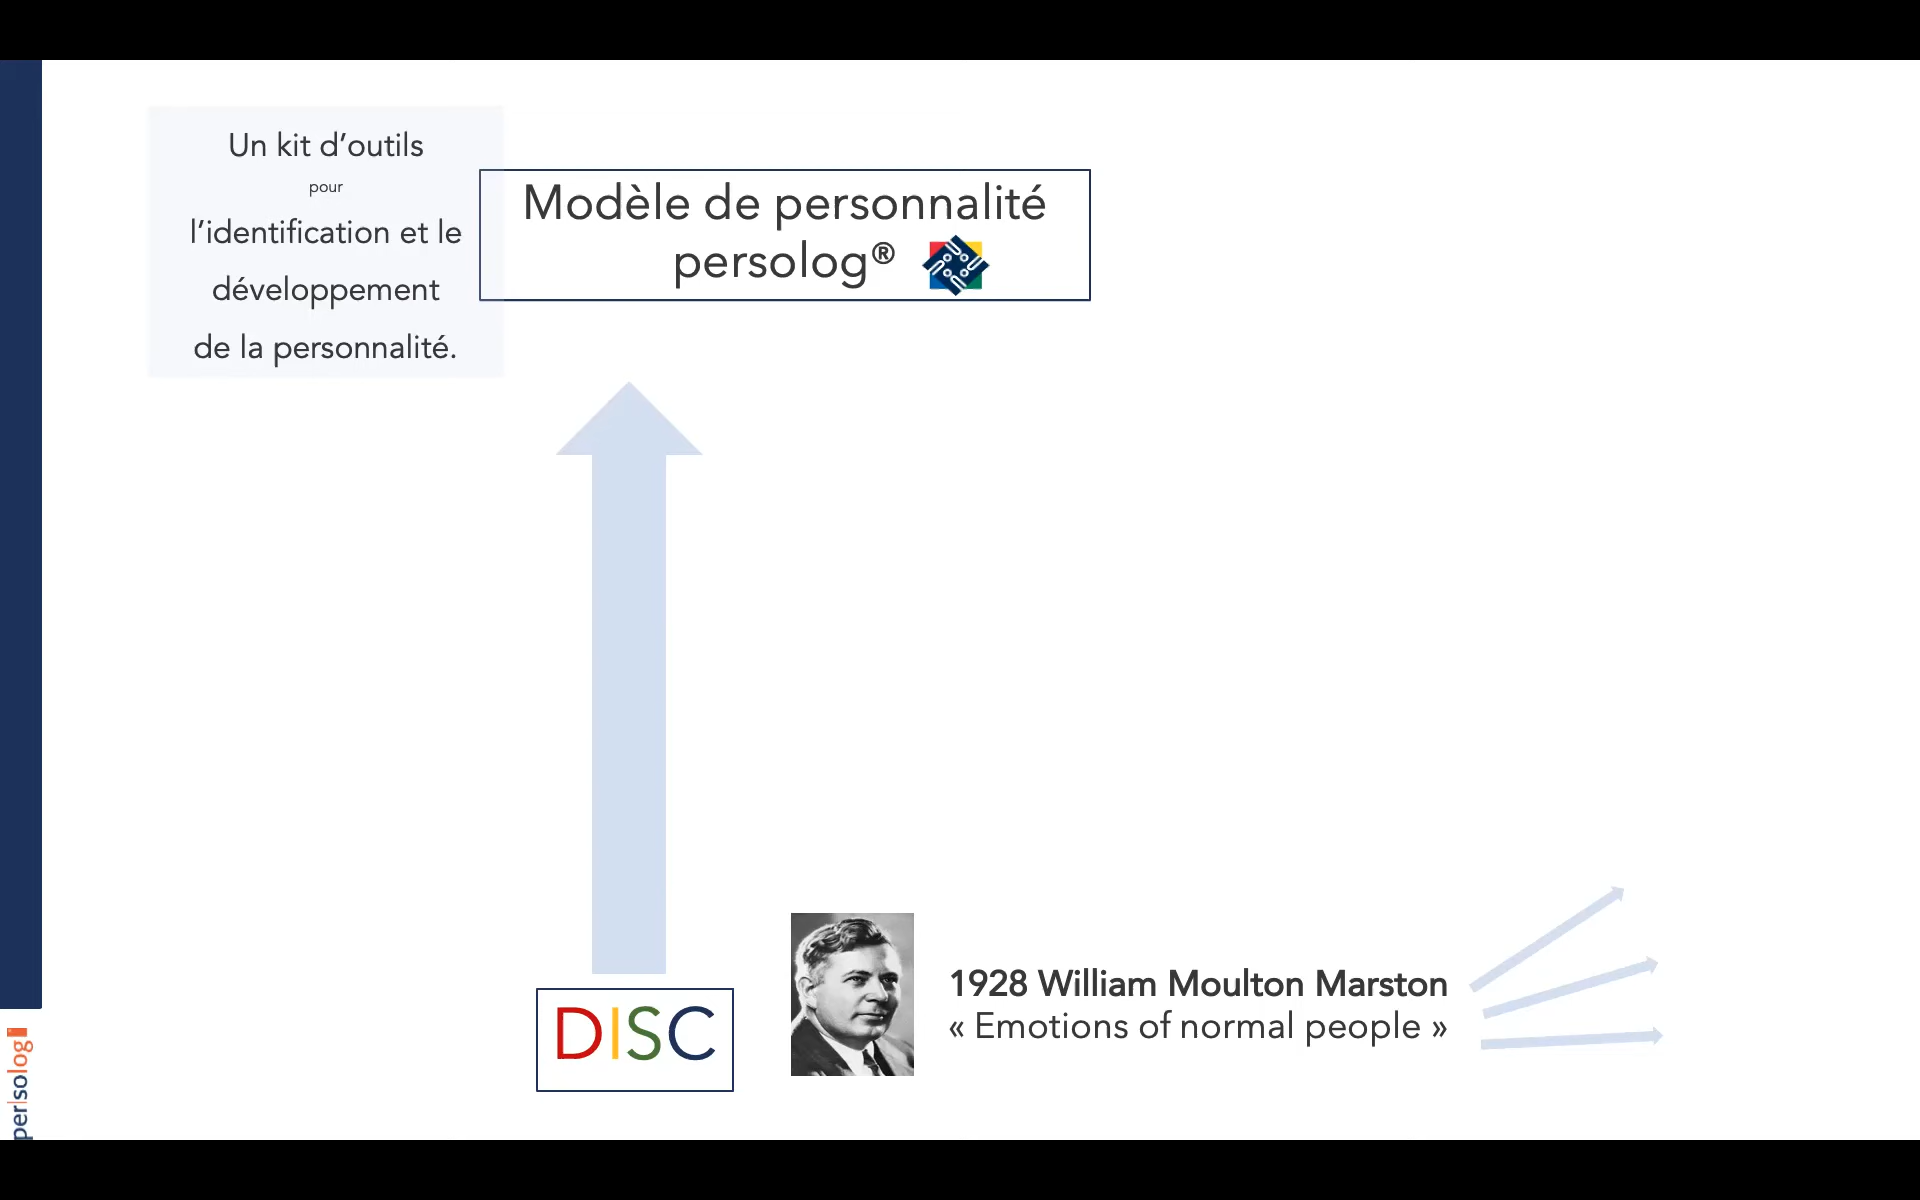 Un kit d’outils
pour
l’identification et le
développement
de la personnalité.
Modèle de personnalité
persolog®
DISC
1928 William Moulton Marston
« Emotions of normal people »
persolog